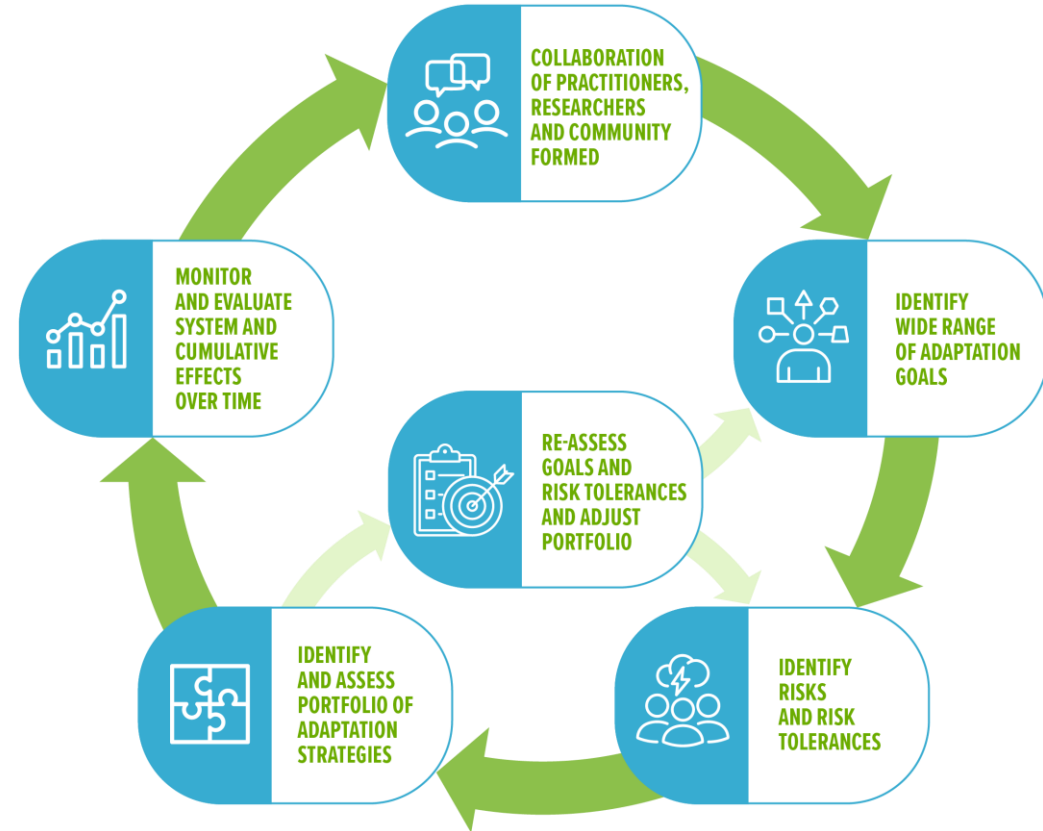 COLLABORATION
OF PRACTITIONERS,
RESEARCHERS
AND COMMUNITY
FORMED
IDENTIFY
WIDE RANGE
OF ADAPTATION
GOALS
IDENTIFY
RISKS
AND RISK
TOLERANCES
IDENTIFY
AND ASSESS
PORTFOLIO OF
ADAPTATION
STRATEGIES
MONITOR
AND EVALUATE
SYSTEM AND
CUMULATIVE
EFFECTS
OVER TIME
RE-ASSESS
GOALS AND
RISK TOLERANCES
AND ADJUST
PORTFOLIO